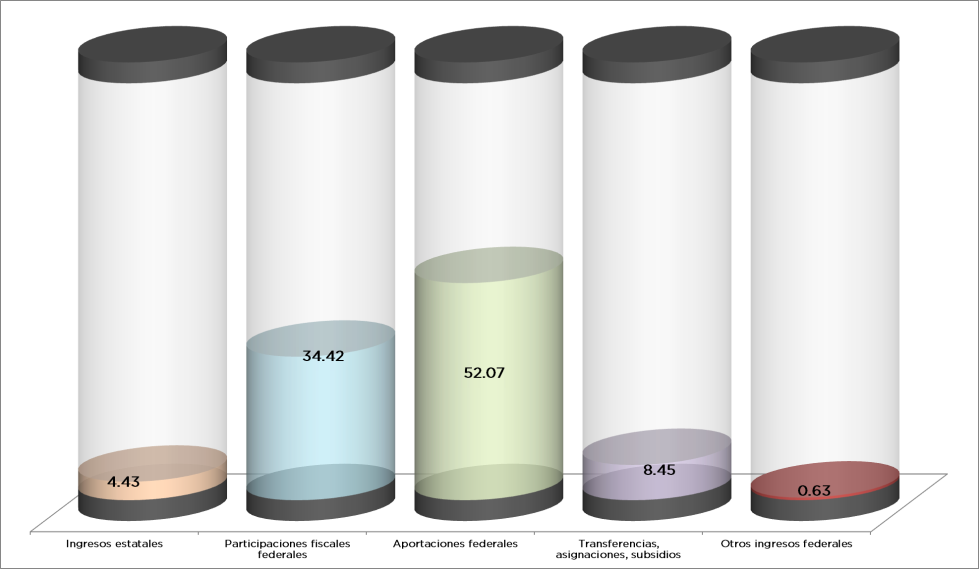 34.42
52.07
8.45
4.43
0.63
Ingresos estatales
Participaciones fiscales
federales
Aportaciones federales
Transferencias,
asignaciones, subsidios
Otros ingresos federales